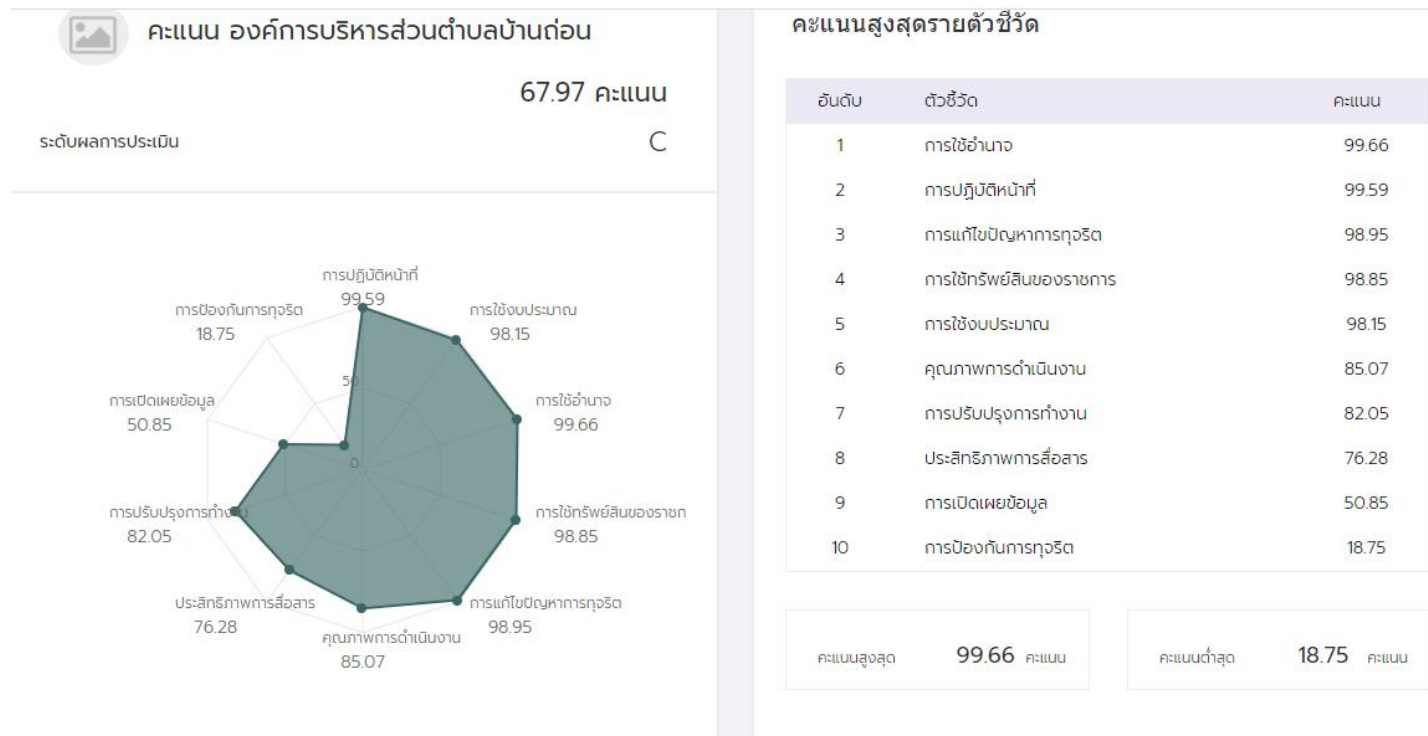 คะแนน องค์การบริหารส่วนตำบลบ้านถ่อน
67.97 คะแนน
ระดับผลการประเมิน C
การปฏิบัติหน้าที่
99.59
การใช้งบประมาณ
98.15
การใช้อำนาจ
99.66
การใช้ทรัพย์สินของราชก
98.85
การแก้ไขปัญหาการทุจริต
98.95
คุณภาพการดำเนินงาน
85.07
ประสิทธิภาพการสื่อสาร
76.28
การปรับปรุงการทำงาน
82.05
การเปิดเผยข้อมูล
50.85
การป้องกันการทุจริต
18.75
50
0
คะแนนสูงสุดรายตัวชี้วัด
อันดับ ตัวชี้วัด คะแนน
1 การใช้อำนาจ 99.66
2 การปฏิบัติหน้าที่ 99.59
3 การแก้ไขปัญหาการทุจริต 98.95
4 การใช้ทรัพย์สินของราชการ 98.85
5 การใช้งบประมาณ 98.15
6 คุณภาพการดำเนินงาน 85.07
7 การปรับปรุงการทำงาน 82.05
8 ประสิทธิภาพการสื่อสาร 76.28
9 การเปิดเผยข้อมูล 50.85
10 การป้องกันการทุจริต 18.75
คะแนนสูงสุด 99.66 คะแนน
คะแนนต่ำสุด 18.75 คะแนน